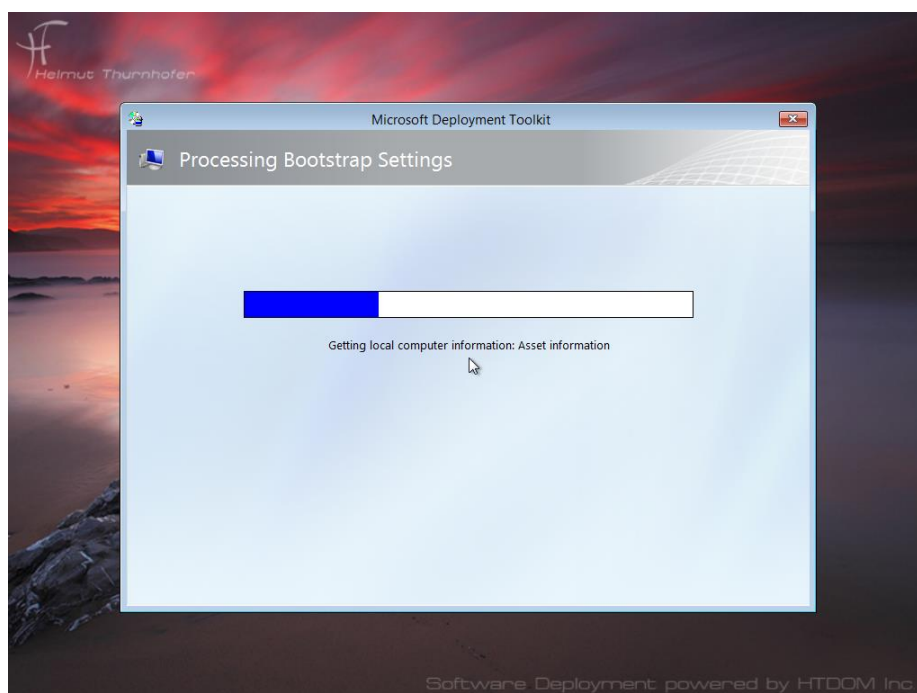 HT
Helmut Thurnhofer
Microsoft Deployment Toolkit
Processing Bootstrap Settings
Getting local computer information: Asset information
Software Deployment powered by HTDOM Inc